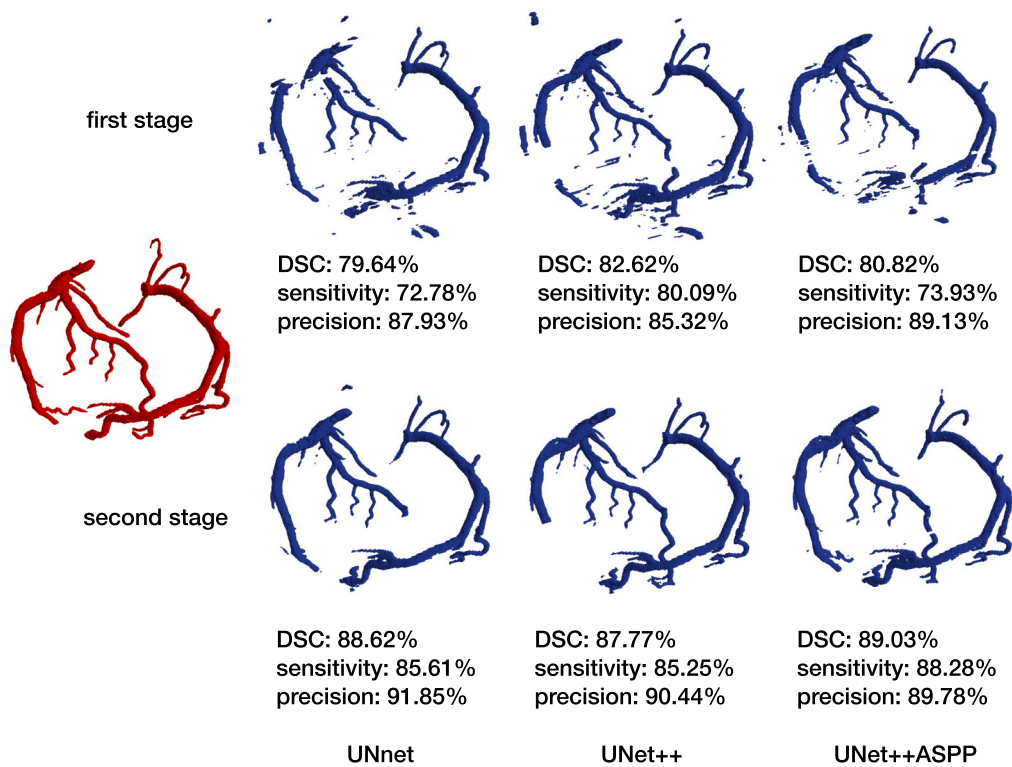 first stage
DSC: 79.64%
sensitivity: 72.78%
precision: 87.93%
DSC: 82.62%
sensitivity: 80.09%
precision: 85.32%
DSC: 80.82%
sensitivity: 73.93%
precision: 89.13%
second stage
DSC: 88.62%
sensitivity: 85.61%
precision: 91.85%
DSC: 87.77%
sensitivity: 85.25%
precision: 90.44%
DSC: 89.03%
sensitivity: 88.28%
precision: 89.78%
UNnet
UNet++
UNet++ASPP